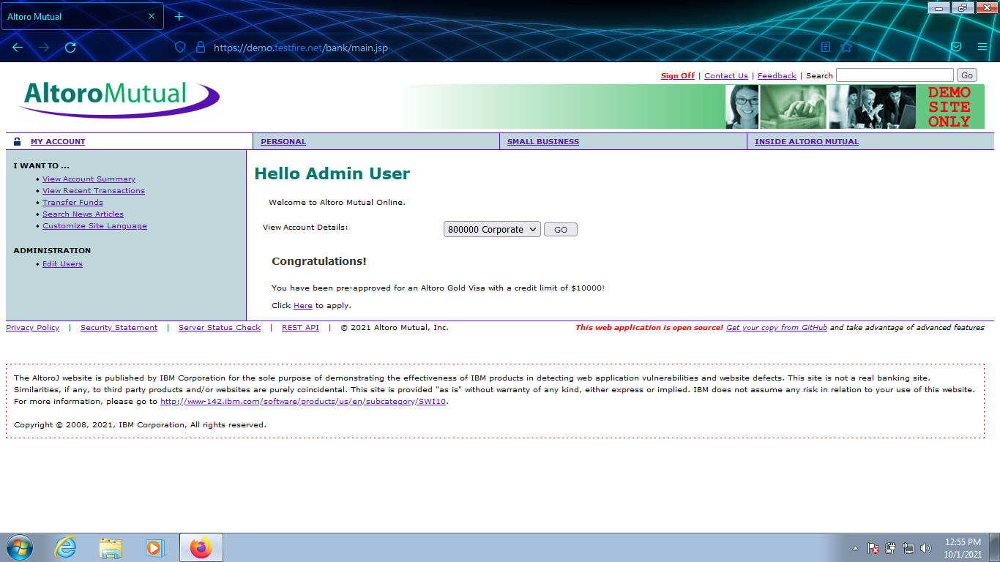 Altoro Mutual
https://demo.testfire.net/bank/main.jsp
Sign Off | Contact Us | Feedback | Search Go
AltoroMutual
DEMO
SITE
ONLY
MY ACCOUNT PERSONAL SMALL BUSINESS INSIDE ALTORO MUTUAL
I WANT TO ...
• View Account Summary
• View Recent Transactions
• Transfer Funds
• Search News Articles
• Customize Site Language
ADMINISTRATION
• Edit Users
Hello Admin User
Welcome to Altoro Mutual Online.
View Account Details: 800000 Corporate GO
Congratulations!
You have been pre-approved for an Altoro Gold Visa with a credit limit of $10000!
Click Here to apply.
Privacy Policy | Security Statement | Server Status Check | REST API | © 2021 Altoro Mutual, Inc. This web application is open source! Get your copy from GitHub and take advantage of advanced features
The AltoroJ website is published by IBM Corporation for the sole purpose of demonstrating the effectiveness of IBM products in detecting web application vulnerabilities and website defects. This site is not a real banking site.
Similarities, if any, to third party products and/or websites are purely coincidental. This site is provided "as is" without warranty of any kind, either express or implied. IBM does not assume any risk in relation to your use of this website.
For more information, please go to http://www-142.ibm.com/software/products/us/en/subcategory/SWI10.
Copyright © 2008, 2021, IBM Corporation, All rights reserved.
12:55 PM
10/1/2021